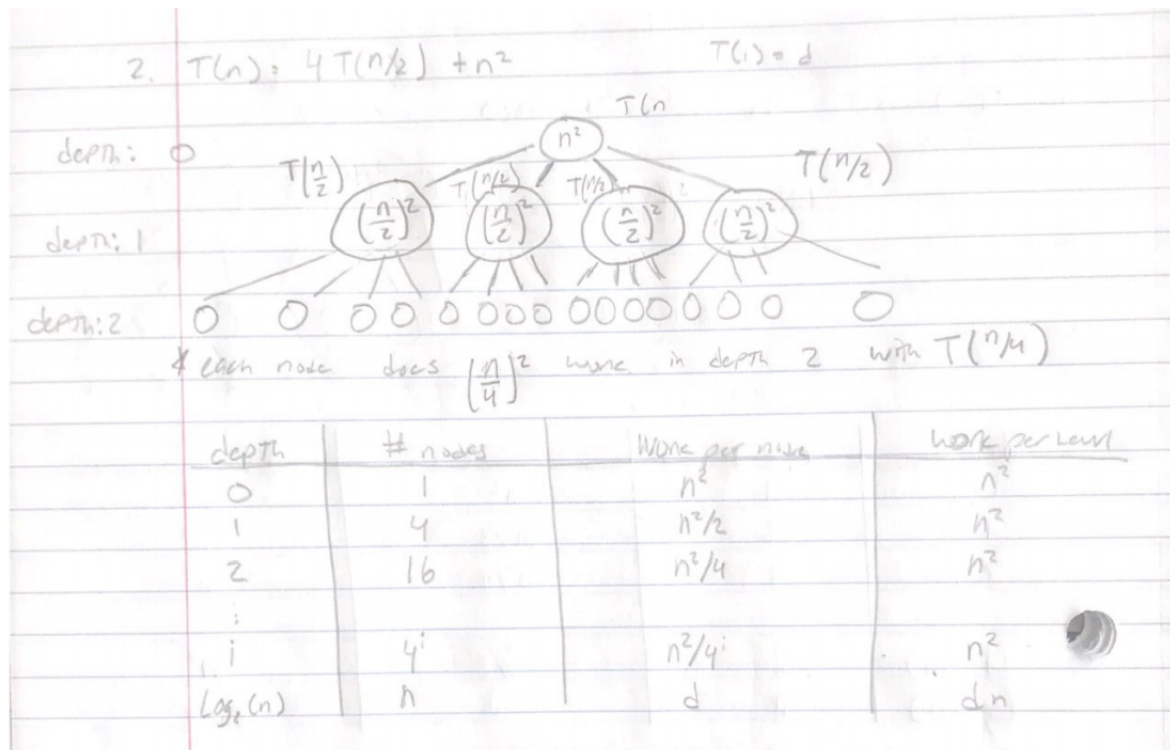 2. T(n) = 4T(n/2) + n² T(1) = d
T(n
depth: 0 n²
T(n/2) T(n/2) T(n/2) T(n/2)
depth: 1 (n/2)² (n/2)² (n/2)² (n/2)²
depth: 2
* each node does (n/4)² work in depth 2 with T(n/4)
depth # nodes Work per node work per Level
0 1 n² n²
1 4 n²/2 n²
2 16 n²/4 n²
:
i 4ⁱ n²/4ⁱ n²
Log₂(n) n d dn